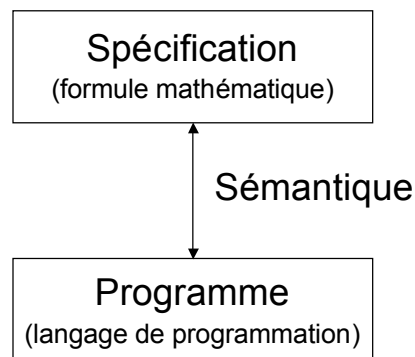 Spécification
(formule mathématique)
Sémantique
Programme
(langage de programmation)